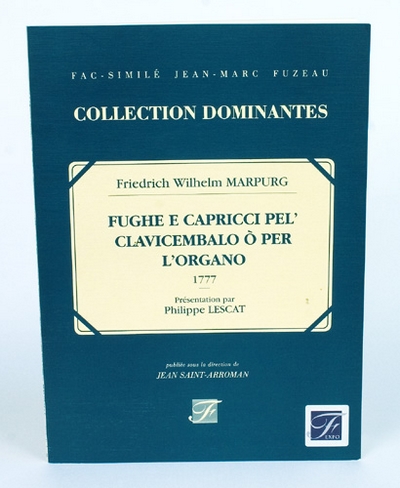 FAC-SIMILÉ JEAN-MARC FUZEAU
COLLECTION DOMINANTES
Friedrich Wilhelm MARPURG
FUGHE E CAPRICCI PEL'
CLAVICEMBALO Ò PER
L'ORGANO
1777
Présentation par
Philippe LESCAT
publiée sous la direction de
JEAN SAINT-ARROMAN
F
F
EXPO